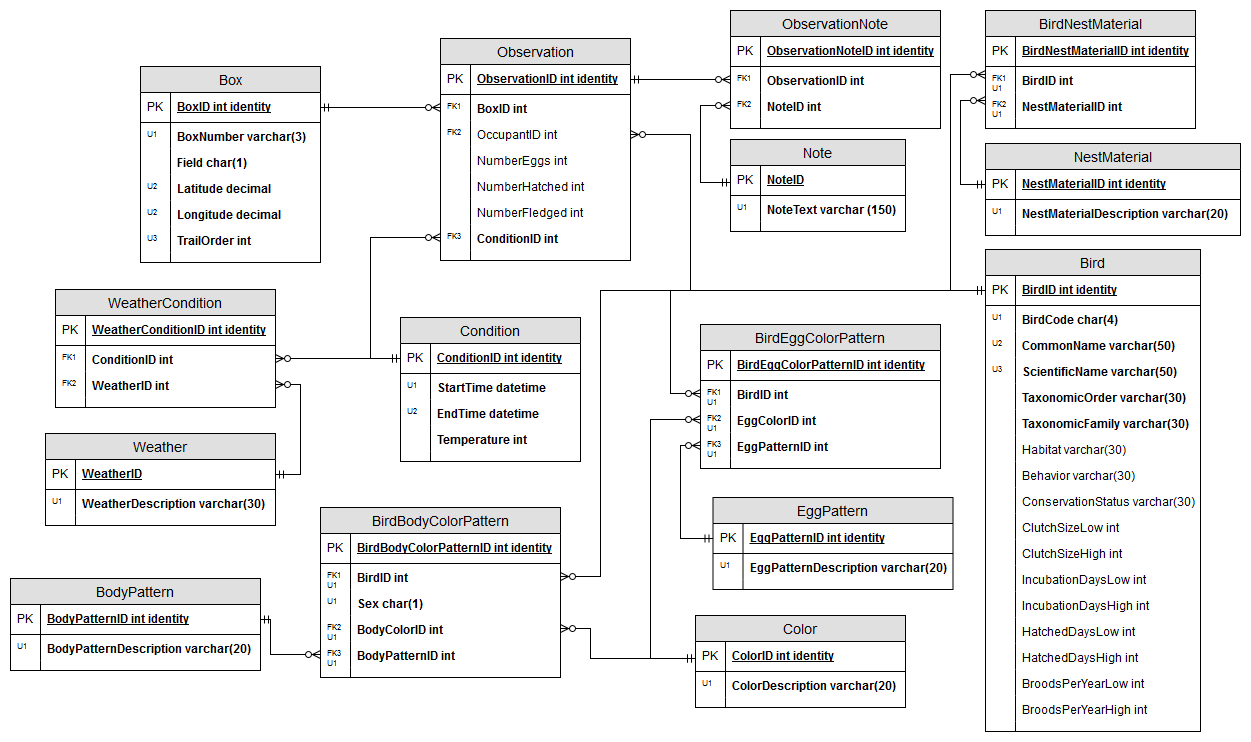 Box
PK BoxID int identity
U1 BoxNumber varchar(3)
Field char(1)
U2 Latitude decimal
U2 Longitude decimal
U3 TrailOrder int
Observation
PK ObservationID int identity
FK1 BoxID int
FK2 OccupantID int
NumberEggs int
NumberHatched int
NumberFledged int
FK3 ConditionID int
ObservationNote
PK ObservationNoteID int identity
FK1 ObservationID int
FK2 NoteID int
BirdNestMaterial
PK BirdNestMaterialID int identity
FK1 U1 BirdID int
FK2 U1 NestMaterialID int
Note
PK NoteID
U1 NoteText varchar (150)
NestMaterial
PK NestMaterialID int identity
U1 NestMaterialDescription varchar(20)
WeatherCondition
PK WeatherConditionID int identity
FK1 ConditionID int
FK2 WeatherID int
Condition
PK ConditionID int identity
U1 StartTime datetime
U2 EndTime datetime
Temperature int
BirdEggColorPattern
PK BirdEggColorPatternID int identity
FK1 U1 BirdID int
FK2 U1 EggColorID int
FK3 U1 EggPatternID int
Bird
PK BirdID int identity
U1 BirdCode char(4)
U2 CommonName varchar(50)
U3 ScientificName varchar(50)
TaxonomicOrder varchar(30)
TaxonomicFamily varchar(30)
Habitat varchar(30)
Behavior varchar(30)
ConservationStatus varchar(30)
ClutchSizeLow int
ClutchSizeHigh int
IncubationDaysLow int
IncubationDaysHigh int
HatchedDaysLow int
HatchedDaysHigh int
BroodsPerYearLow int
BroodsPerYearHigh int
Weather
PK WeatherID
U1 WeatherDescription varchar(30)
BirdBodyColorPattern
PK BirdBodyColorPatternID int identity
FK1 U1 BirdID int
U1 Sex char(1)
FK2 U1 BodyColorID int
FK3 U1 BodyPatternID int
EggPattern
PK EggPatternID int identity
U1 EggPatternDescription varchar(20)
BodyPattern
PK BodyPatternID int identity
U1 BodyPatternDescription varchar(20)
Color
PK ColorID int identity
U1 ColorDescription varchar(20)